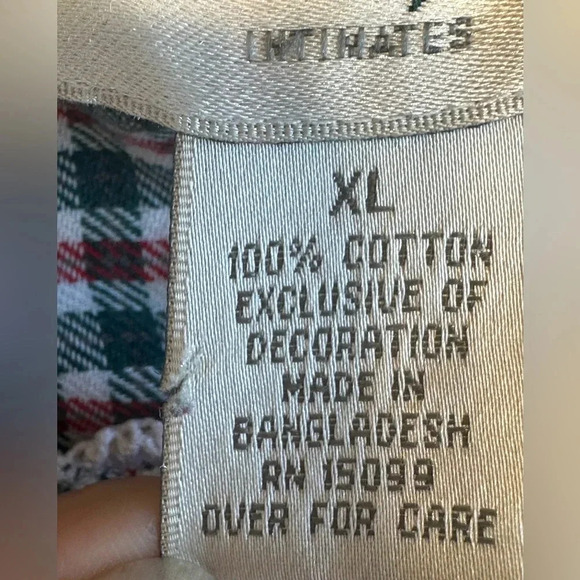 INTIMATES
XL
100% COTTON
EXCLUSIVE OF
DECORATION
MADE IN
BANGLADESH
RN 15099
OVER FOR CARE